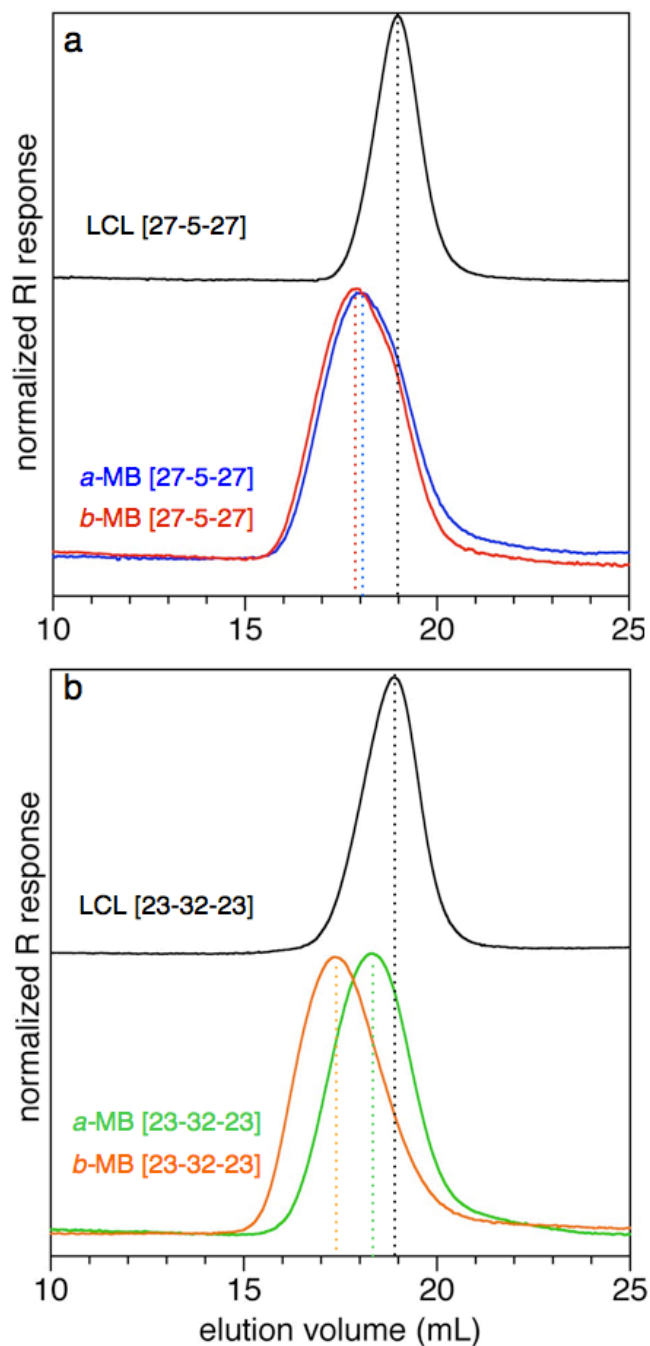 a
normalized RI response
LCL [27-5-27]
a-MB [27-5-27]
b-MB [27-5-27]
10 15 20 25
b
normalized R response
LCL [23-32-23]
a-MB [23-32-23]
b-MB [23-32-23]
10 15 20 25
elution volume (mL)